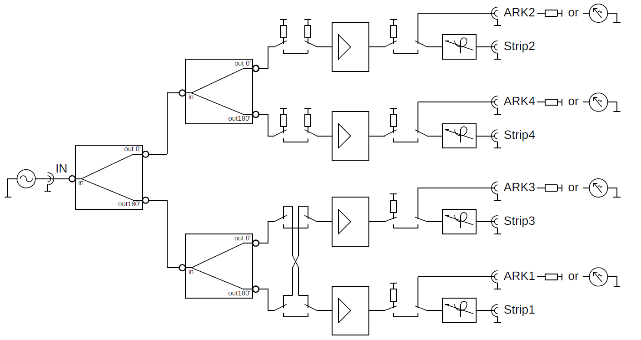 ARK2 or
out 0'
Strip2
in
ARK4 or
out180'
Strip4
IN
out 0'
in
ARK3 or
out180'
Strip3
out 0'
in
ARK1 or
out180'
Strip1